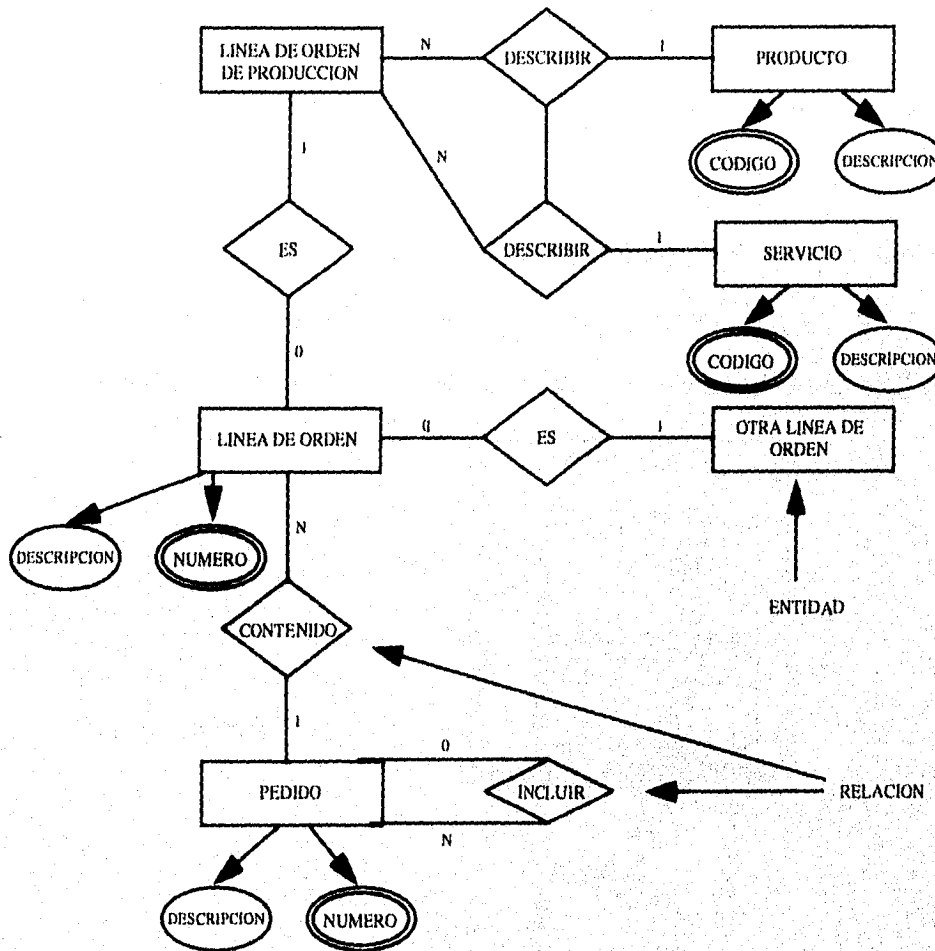 LINEA DE ORDEN
DE PRODUCCION
N
DESCRIBIR
1
PRODUCTO
CODIGO
DESCRIPCION
1
N
ES
DESCRIBIR
1
SERVICIO
CODIGO
DESCRIPCION
0
LINEA DE ORDEN
0
ES
1
OTRA LINEA DE
ORDEN
DESCRIPCION
NUMERO
N
ENTIDAD
CONTENIDO
1
0
PEDIDO
INCLUIR
RELACION
N
DESCRIPCION
NUMERO